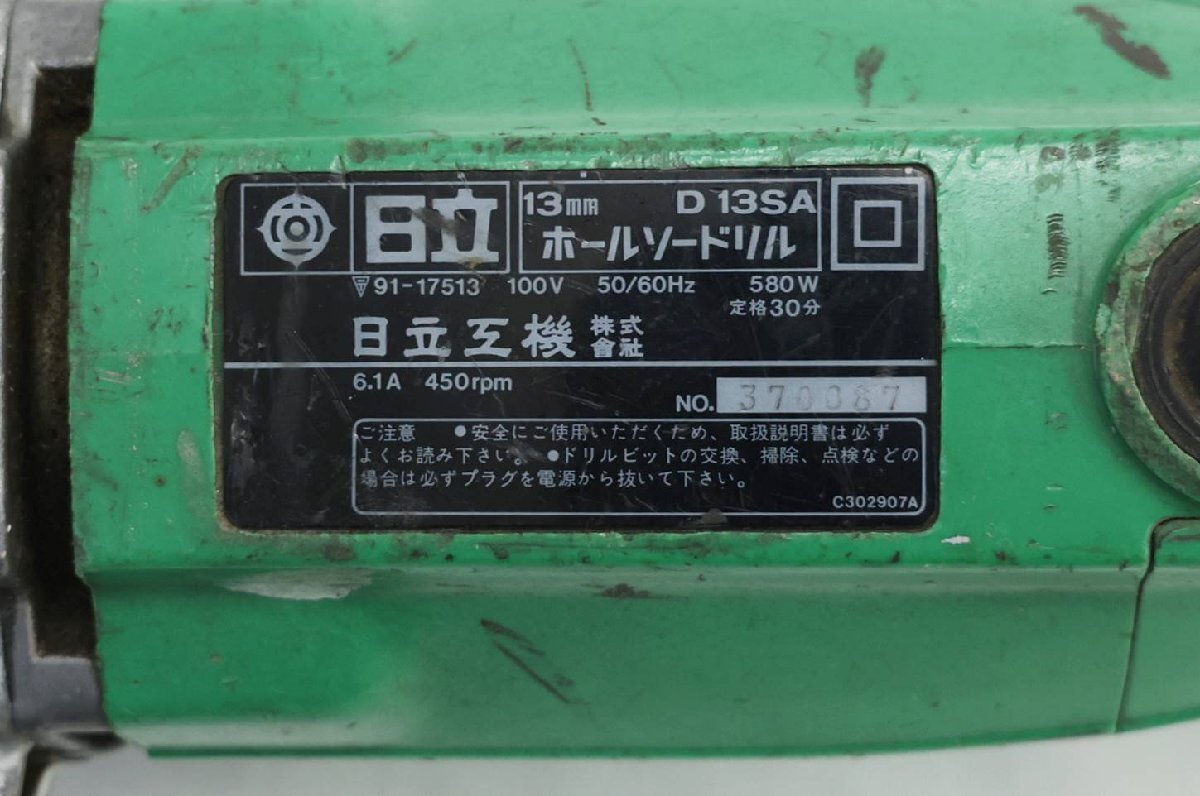 日立
13mm D 13SA
ホールソードリル
91-17513 100V 50/60Hz 580W
定格30分
日立工機 株式會社
6.1A 450rpm
NO.
ご注意 ●安全にご使用いただくため、取扱説明書は必ず
よくお読み下さい。●ドリルビットの交換、掃除、点検などの
場合は必ずプラグを電源から抜いて下さい。
C302907A